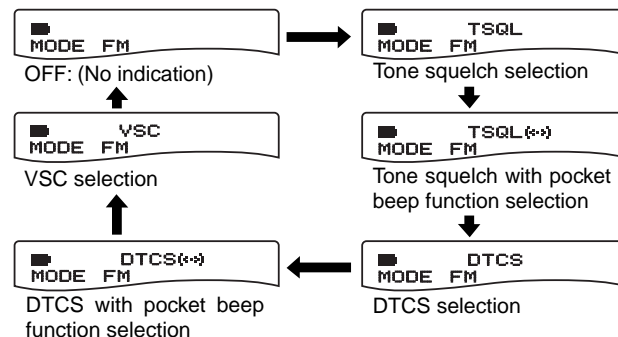 MODE FM
OFF: (No indication)
TSQL
MODE FM
Tone squelch selection
VSC
MODE FM
VSC selection
TSQL((•))
MODE FM
Tone squelch with pocket
beep function selection
DTCS((•))
MODE FM
DTCS with pocket beep
function selection
DTCS
MODE FM
DTCS selection